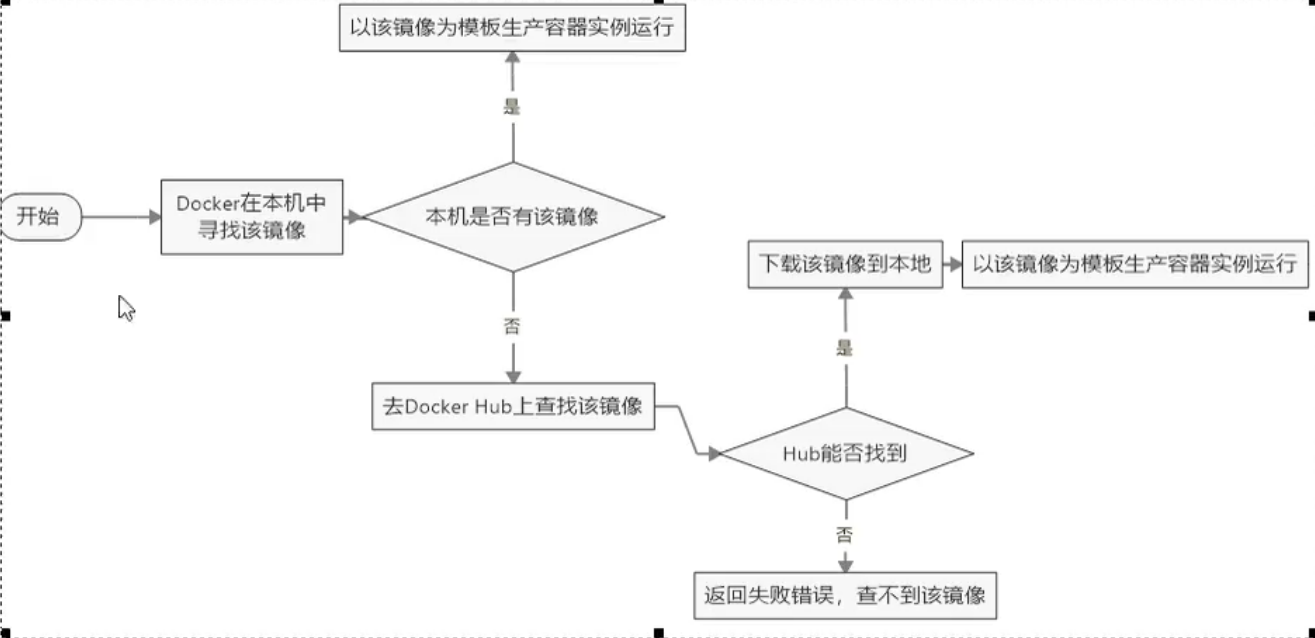 以该镜像为模板生产容器实例运行
是
开始
Docker在本机中
寻找该镜像
本机是否有该镜像
否
去Docker Hub上查找该镜像
下载该镜像到本地
以该镜像为模板生产容器实例运行
是
Hub能否找到
否
返回失败错误，查不到该镜像